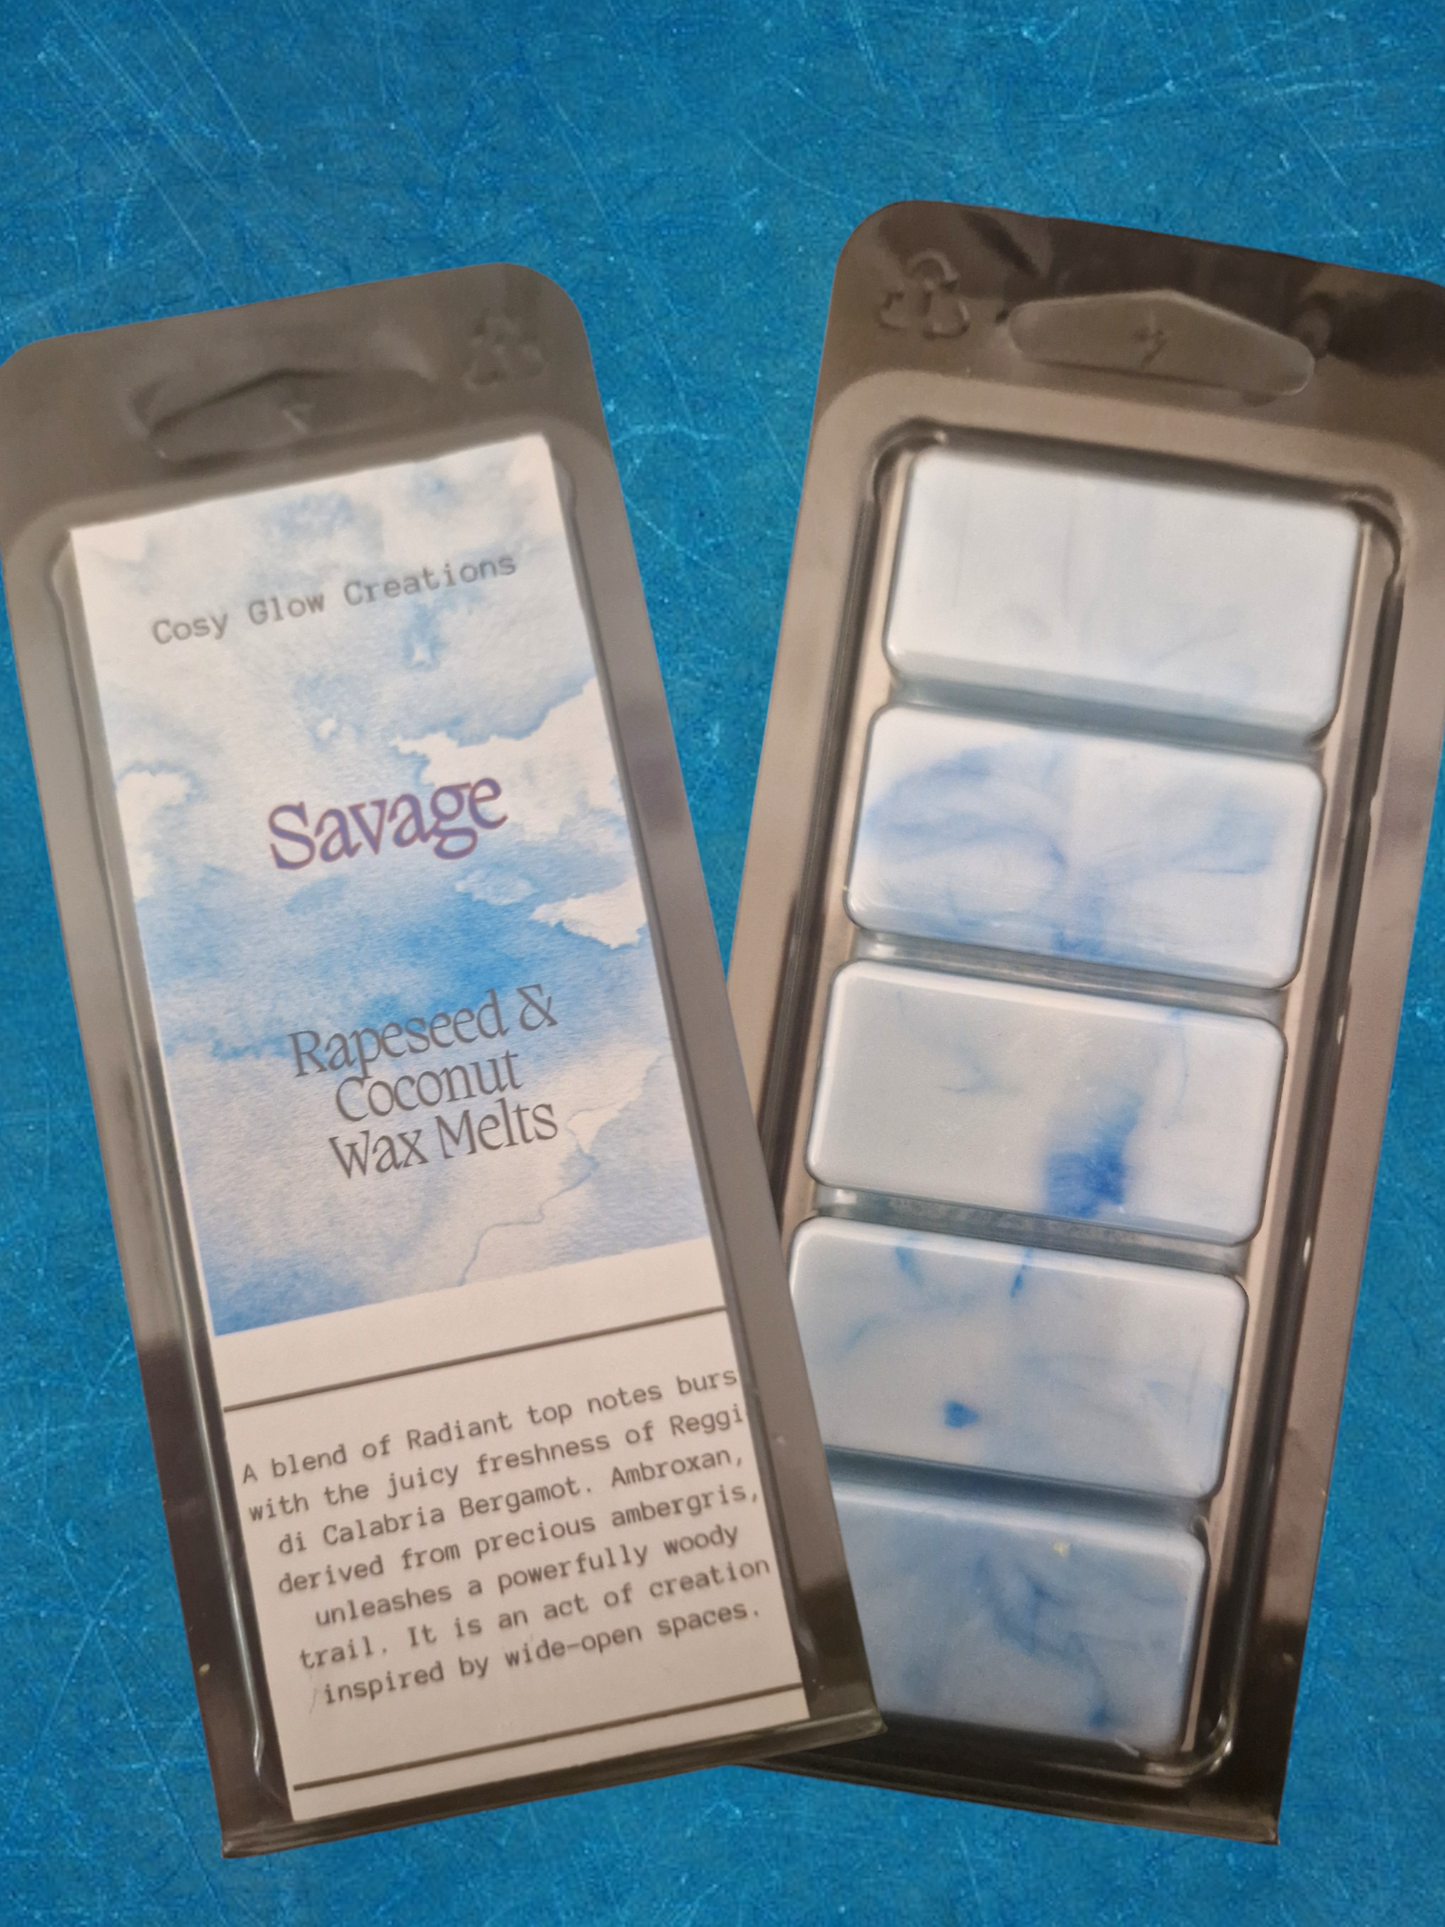 Cosy Glow Creations
Savage
Rapeseed &
Coconut
Wax Melts
A blend of Radiant top notes burs
with the juicy freshness of Reggi
di Calabria Bergamot. Ambroxan,
derived from precious ambergris,
unleashes a powerfully woody
trail. It is an act of creation
inspired by wide-open spaces.